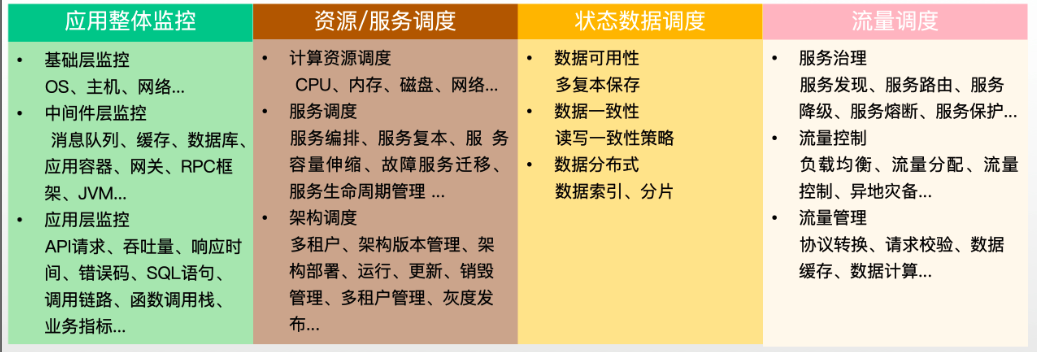 应用整体监控
• 基础层监控
OS、主机、网络...
• 中间件层监控
消息队列、缓存、数据库、
应用容器、网关、RPC框
架、JVM...
• 应用层监控
API请求、吞吐量、响应时
间、错误码、SQL语句、
调用链路、函数调用栈、
业务指标...
资源/服务调度
• 计算资源调度
CPU、内存、磁盘、网络...
• 服务调度
服务编排、服务复本、服 务
容量伸缩、故障服务迁移、
服务生命周期管理 ...
• 架构调度
多租户、架构版本管理、架
构部署、运行、更新、销毁
管理、多租户管理、灰度发
布...
状态数据调度
• 数据可用性
多复本保存
• 数据一致性
读写一致性策略
• 数据分布式
数据索引、分片
流量调度
• 服务治理
服务发现、服务路由、服务
降级、服务熔断、服务保护...
• 流量控制
负载均衡、流量分配、流量
控制、异地灾备...
• 流量管理
协议转换、请求校验、数据
缓存、数据计算...